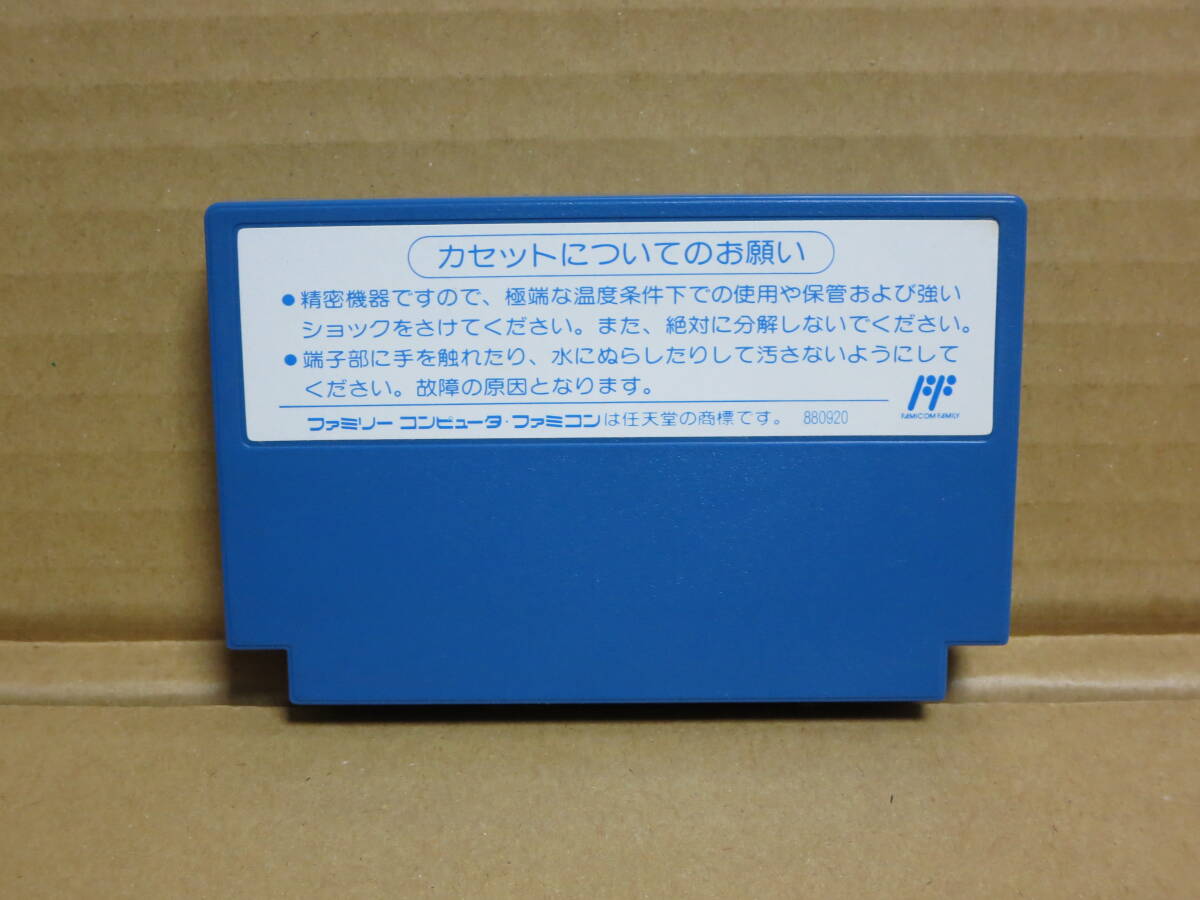 カセットについてのお願い
●精密機器ですので、極端な温度条件下での使用や保管および強い
ショックをさけてください。また、絶対に分解しないでください。
●端子部に手を触れたり、水にぬらしたりして汚さないようにして
ください。故障の原因となります。
FAMICOM FAMILY
ファミリー コンピュータ・ファミコンは任天堂の商標です。 880920